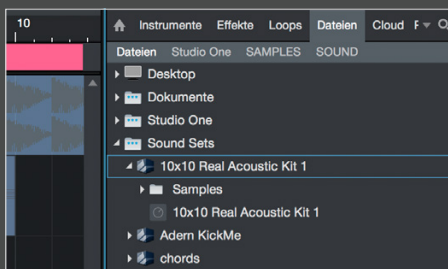 10
Instrumente Effekte Loops Dateien Cloud F
Dateien Studio One SAMPLES SOUND
Desktop
Dokumente
Studio One
Sound Sets
10x10 Real Acoustic Kit 1
Samples
10x10 Real Acoustic Kit 1
Adern KickMe
chords